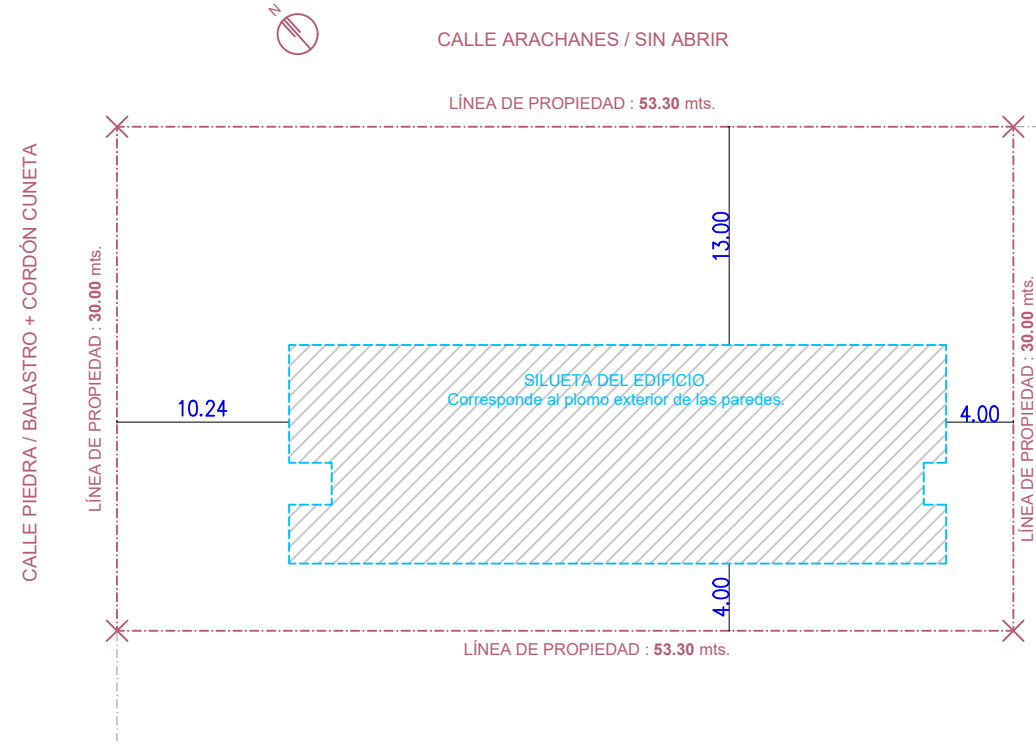 N
CALLE ARACHANES / SIN ABRIR
LÍNEA DE PROPIEDAD : 53.30 mts.
CALLE PIEDRA / BALASTRO + CORDÓN CUNETA
LÍNEA DE PROPIEDAD : 30.00 mts.
13.00
SILUETA DEL EDIFICIO.
Corresponde al plomo exterior de las paredes.
10.24
4.00
LÍNEA DE PROPIEDAD : 30.00 mts.
4.00
LÍNEA DE PROPIEDAD : 53.30 mts.